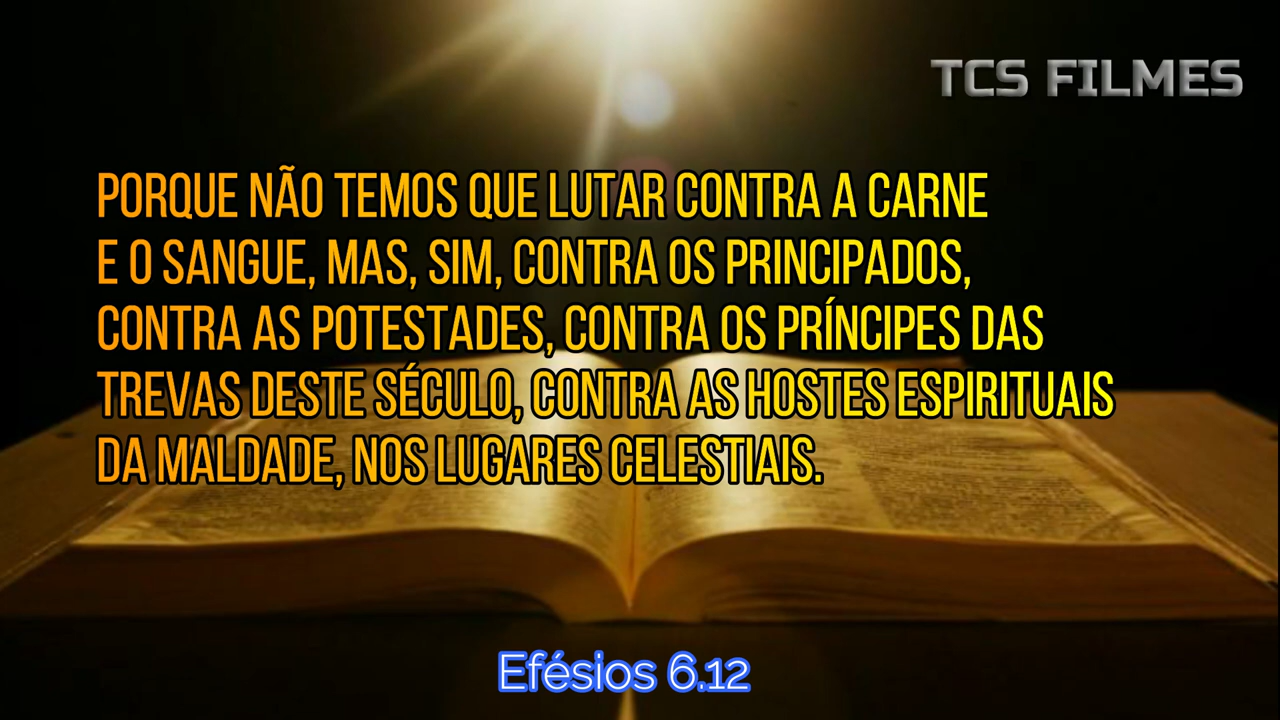 TCS FILMES
PORQUE NÃO TEMOS QUE LUTAR CONTRA A CARNE
E O SANGUE, MAS, SIM, CONTRA OS PRINCIPADOS,
CONTRA AS POTESTADES, CONTRA OS PRÍNCIPES DAS
TREVAS DESTE SÉCULO, CONTRA AS HOSTES ESPIRITUAIS
DA MALDADE, NOS LUGARES CELESTIAIS.
Efésios 6.12